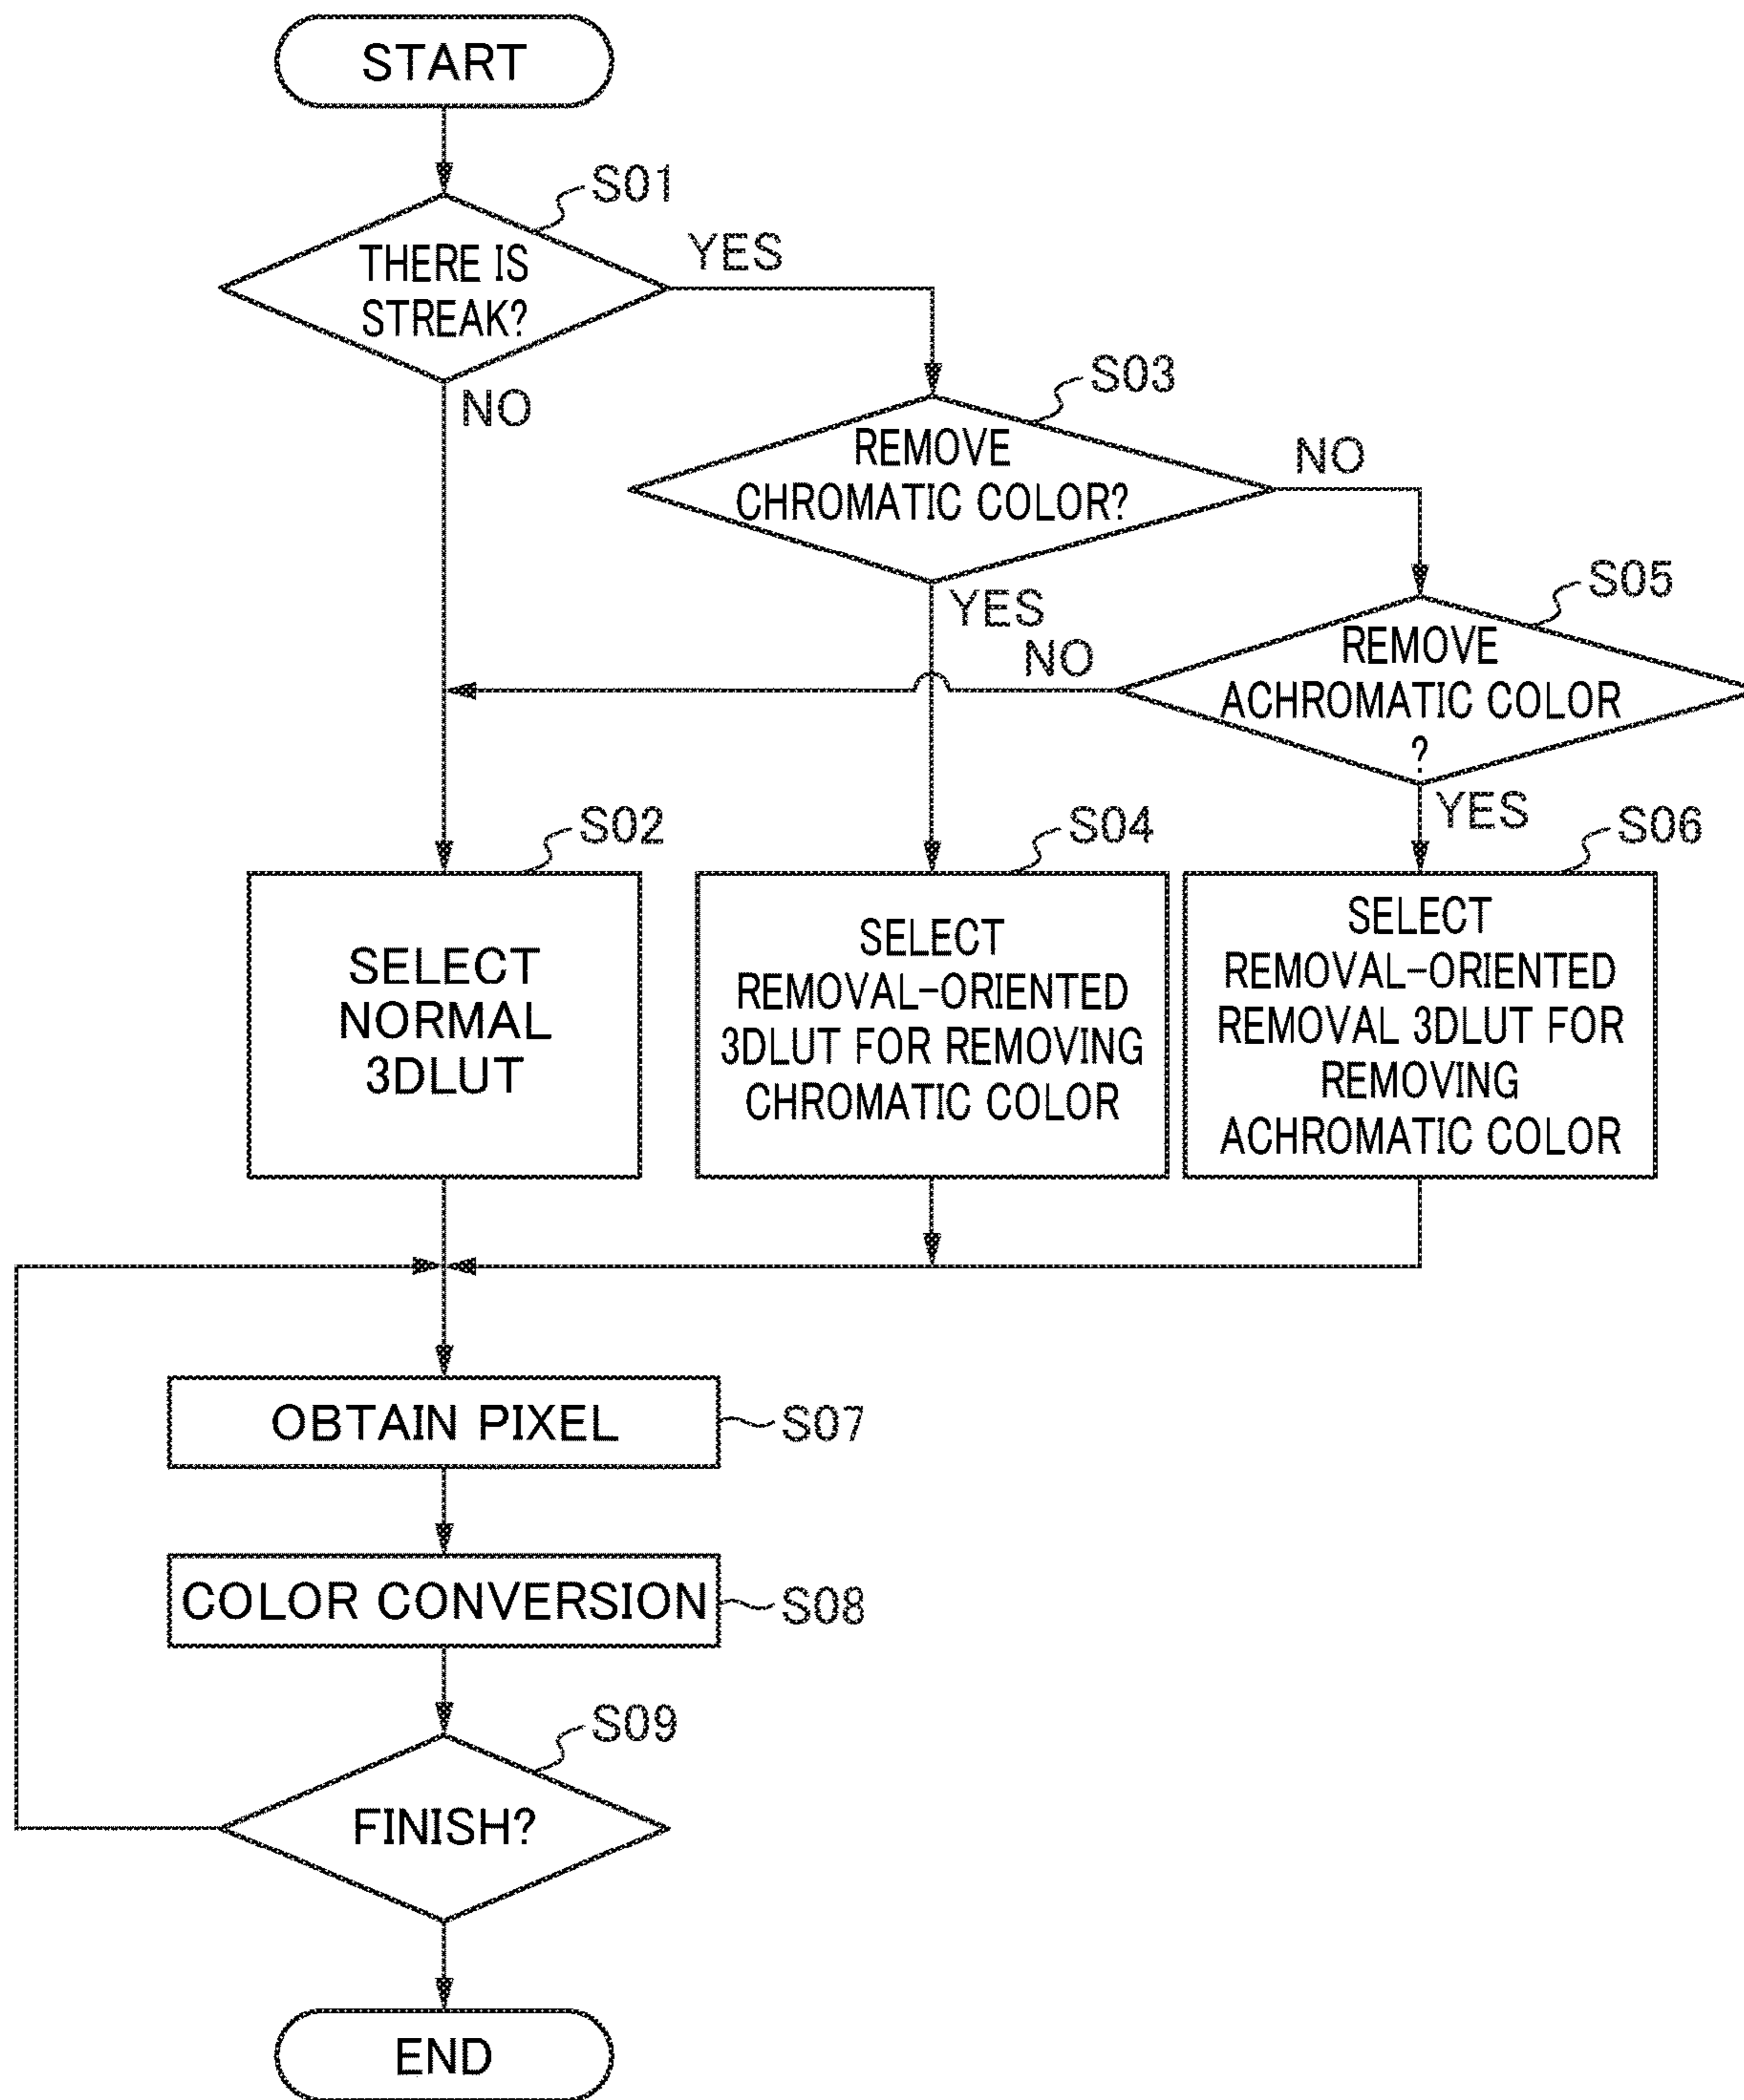 START
S01
THERE IS
STREAK?
YES
NO
S03
REMOVE
CHROMATIC COLOR?
NO
YES
S05
REMOVE
ACHROMATIC COLOR
?
NO
YES
S02
SELECT
NORMAL
3DLUT
S04
SELECT
REMOVAL-ORIENTED
3DLUT FOR REMOVING
CHROMATIC COLOR
S06
SELECT
REMOVAL-ORIENTED
REMOVAL 3DLUT FOR
REMOVING
ACHROMATIC COLOR
OBTAIN PIXEL
S07
COLOR CONVERSION
S08
S09
FINISH?
END